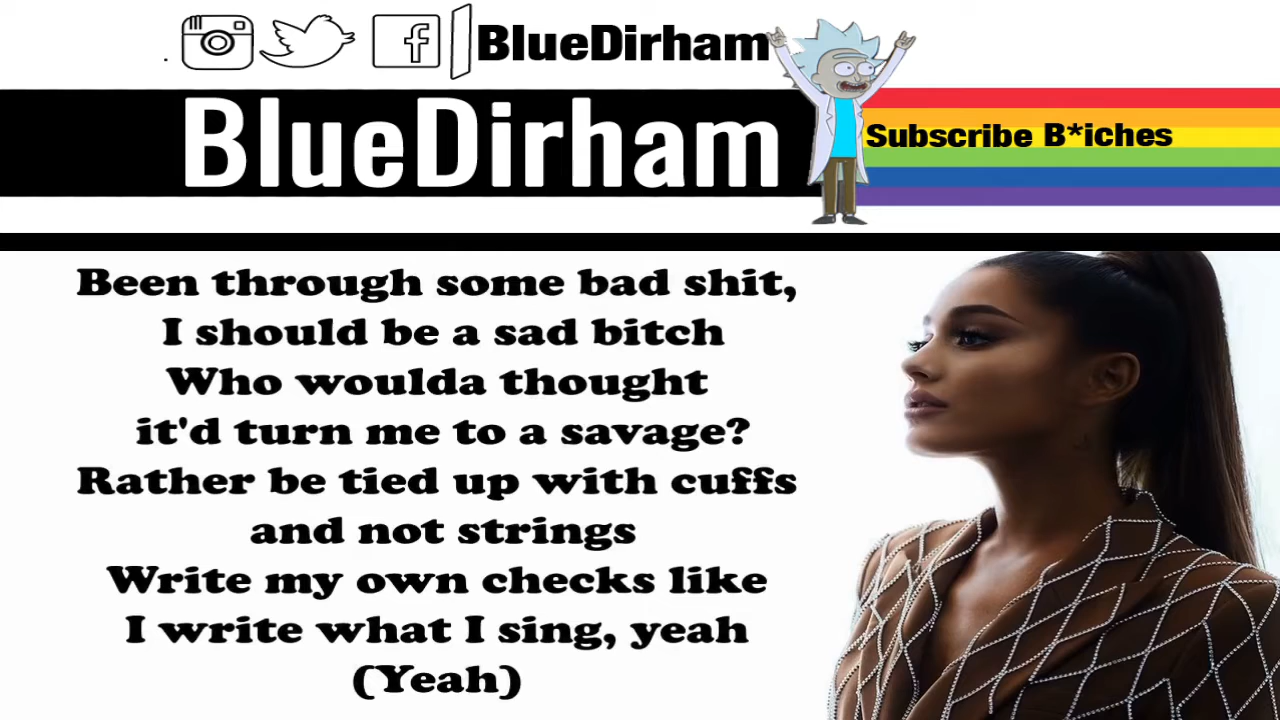 BlueDirham
BlueDirham
Subscribe B*iches
Been through some bad shit,
I should be a sad bitch
Who woulda thought
it'd turn me to a savage?
Rather be tied up with cuffs
and not strings
Write my own checks like
I write what I sing, yeah
(Yeah)